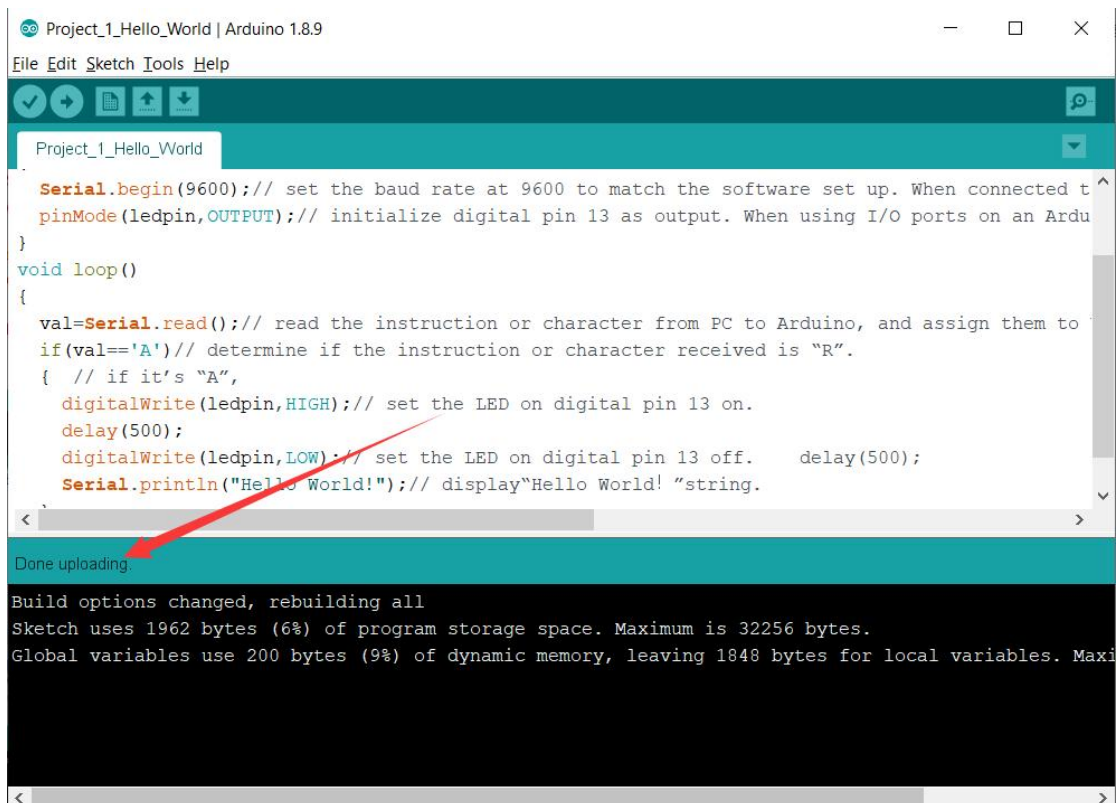 Project_1_Hello_World | Arduino 1.8.9
File Edit Sketch Tools Help
Project_1_Hello_World
Serial.begin(9600);// set the baud rate at 9600 to match the software set up. When connected t
pinMode(ledpin,OUTPUT);// initialize digital pin 13 as output. When using I/O ports on an Ardu
}
void loop()
{
val=Serial.read();// read the instruction or character from PC to Arduino, and assign them to
if(val=='A')// determine if the instruction or character received is “R”.
{ // if it’s “A”,
digitalWrite(ledpin,HIGH);// set the LED on digital pin 13 on.
delay(500);
digitalWrite(ledpin,LOW);// set the LED on digital pin 13 off. delay(500);
Serial.println("Hello World!");// display“Hello World！”string.
Done uploading.
Build options changed, rebuilding all
Sketch uses 1962 bytes (6%) of program storage space. Maximum is 32256 bytes.
Global variables use 200 bytes (9%) of dynamic memory, leaving 1848 bytes for local variables. Maxi